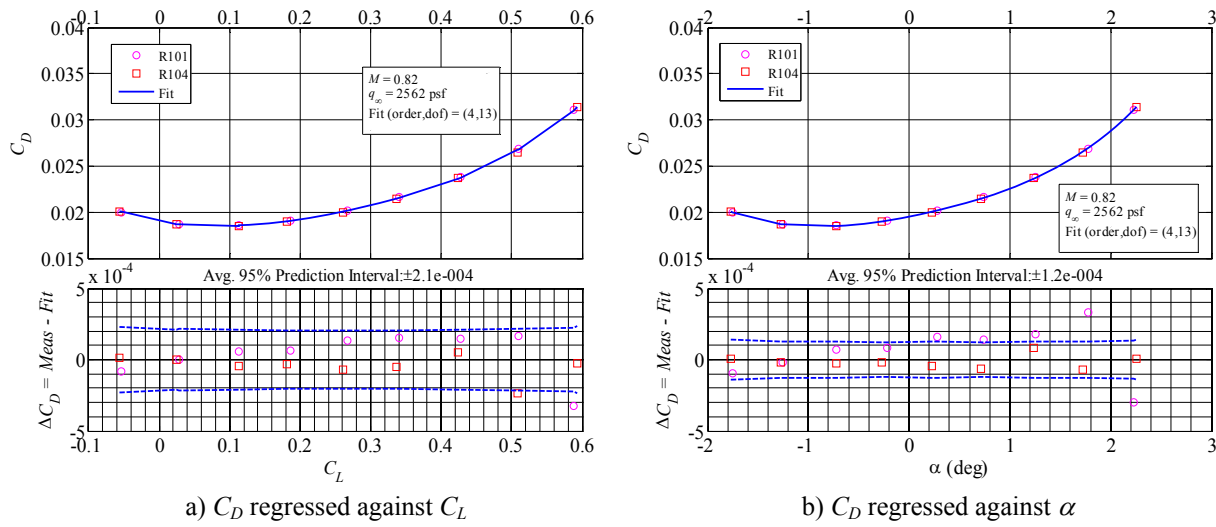 -0.1 0 0.1 0.2 0.3 0.4 0.5 0.6
0.04
0.035
0.03
0.025
0.02
0.015
C_D
R101
R104
Fit
M = 0.82
q∞ = 2562 psf
Fit (order,dof) = (4,13)
x 10^-4
Avg. 95% Prediction Interval:±2.1e-004
5
0
-5
ΔC_D = Meas - Fit
-0.1 0 0.1 0.2 0.3 0.4 0.5 0.6
C_L
a) C_D regressed against C_L
-2 -1 0 1 2 3
0.04
0.035
0.03
0.025
0.02
0.015
C_D
R101
R104
Fit
M = 0.82
q∞ = 2562 psf
Fit (order,dof) = (4,13)
x 10^-4
Avg. 95% Prediction Interval:±1.2e-004
5
0
-5
ΔC_D = Meas - Fit
-2 -1 0 1 2 3
α (deg)
b) C_D regressed against α